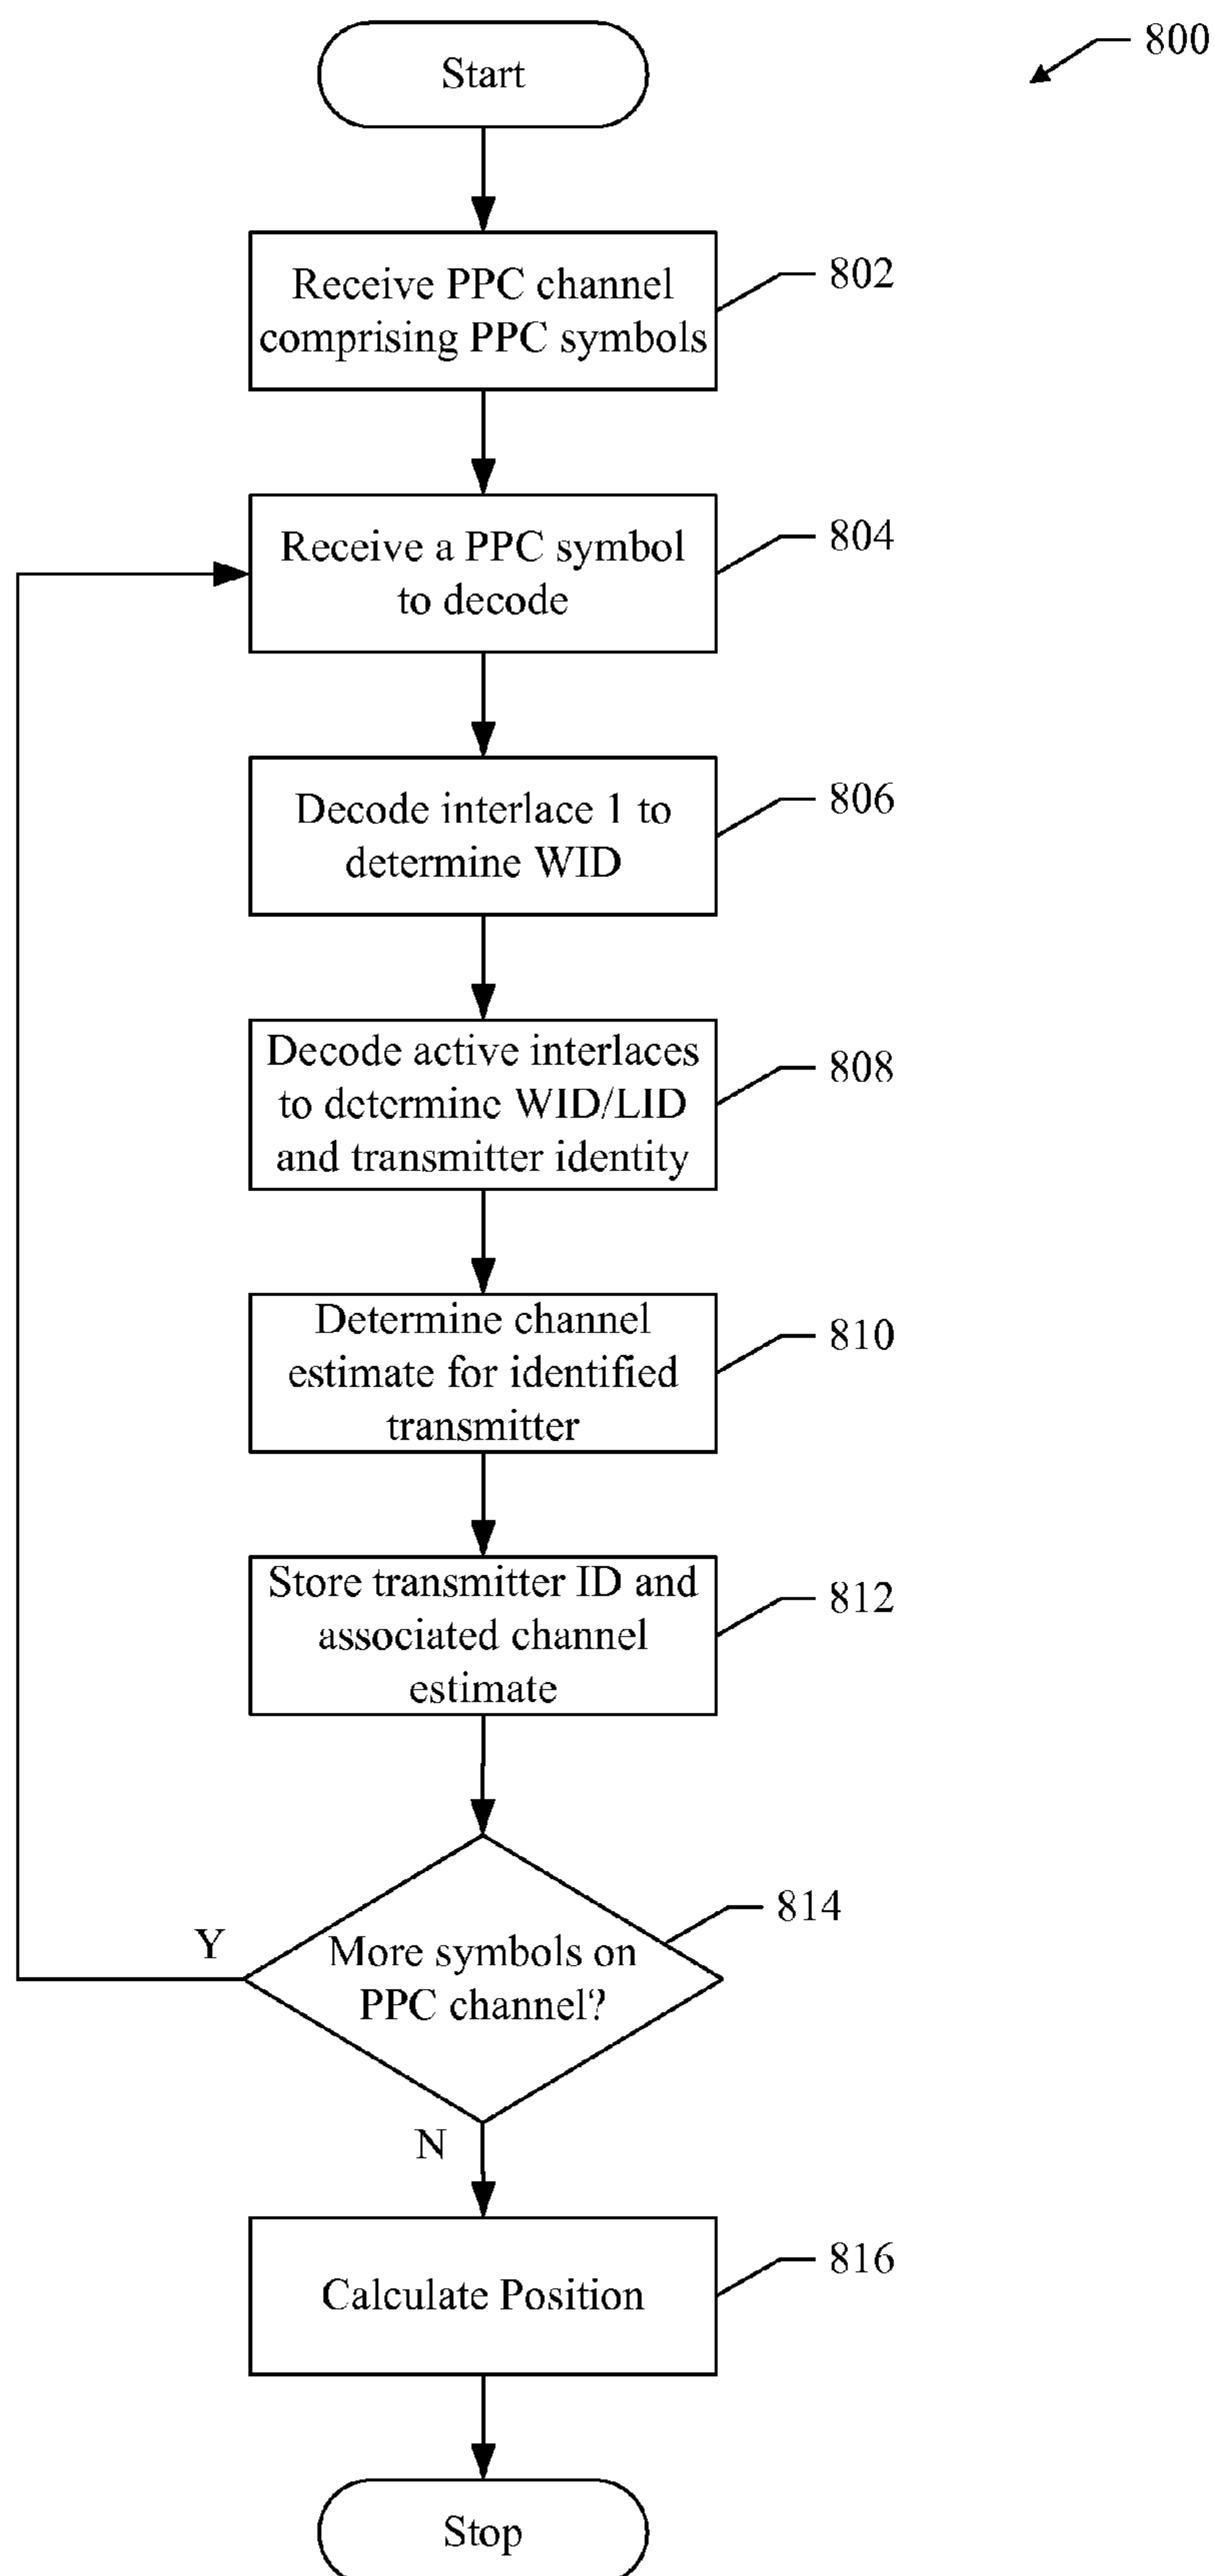 Start
800
Receive PPC channel
comprising PPC symbols
802
Receive a PPC symbol
to decode
804
Decode interlace 1 to
determine WID
806
Decode active interlaces
to determine WID/LID
and transmitter identity
808
Determine channel
estimate for identified
transmitter
810
Store transmitter ID and
associated channel
estimate
812
More symbols on
PPC channel?
814
Y
N
Calculate Position
816
Stop